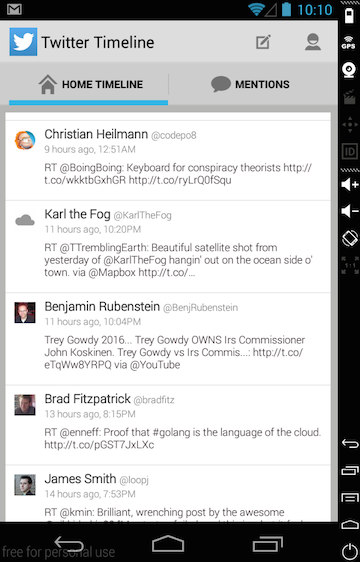 10:10
GPS
Twitter Timeline
HOME TIMELINE
MENTIONS
ID
Christian Heilmann @codepo8
9 hours ago, 12:51AM
RT @BoingBoing: Keyboard for conspiracy theorists http://
t.co/wkktbGxhGR http://t.co/ryLrQ0fSqu
Karl the Fog @KarlTheFog
11 hours ago, 10:20PM
RT @TTremblingEarth: Beautiful satellite shot from
yesterday of @KarlTheFog hangin' out on the ocean side o'
town. via @Mapbox http://t.co/...
1:1
Benjamin Rubenstein @BenjRubenstein
11 hours ago, 10:04PM
Trey Gowdy 2016... Trey Gowdy OWNS Irs Commissioner
John Koskinen. Trey Gowdy vs Irs Commis...: http://t.co/
eTqWw8YRPQ via @YouTube
Brad Fitzpatrick @bradfitz
13 hours ago, 8:15PM
RT @enneff: Proof that #golang is the language of the cloud.
http://t.co/pGST7JxLXc
James Smith @loopj
14 hours ago, 7:53PM
RT @kmin: Brilliant, wrenching post by the awesome
free for personal use